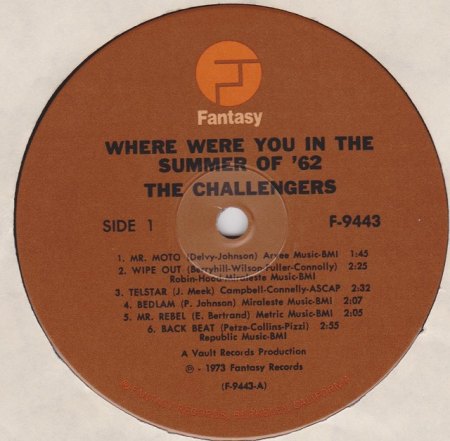 Fantasy
WHERE WERE YOU IN THE
SUMMER OF '62
THE CHALLENGERS
SIDE 1
F-9443
1. MR. MOTO (Delvy-Johnson) Arvee Music-BMI 1:45
2. WIPE OUT (Berryhill-Wilson-Fuller-Connolly) 2:25
Robin-Hood-Miraleste Music-BMI
3. TELSTAR (J. Meek) Campbell-Connelly-ASCAP 2:32
4. BEDLAM (P. Johnson) Miraleste Music-BMI 2:07
5. MR. REBEL (E. Bertrand) Metric Music-BMI 2:05
6. BACK BEAT (Petze-Collins-Pizzi) 2:55
Republic Music-BMI
A Vault Records Production
℗ - 1973 Fantasy Records
(F-9443-A)